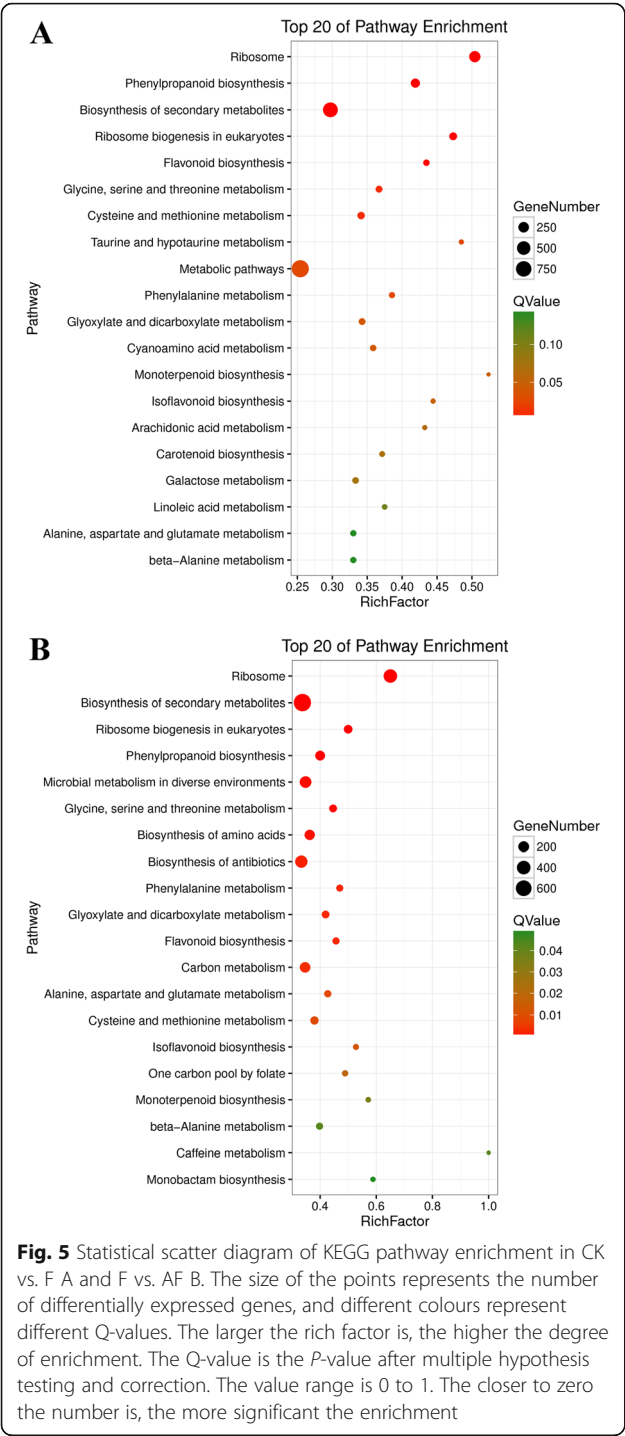 A
Top 20 of Pathway Enrichment
Ribosome
Phenylpropanoid biosynthesis
Biosynthesis of secondary metabolites
Ribosome biogenesis in eukaryotes
Flavonoid biosynthesis
Glycine, serine and threonine metabolism
Cysteine and methionine metabolism
Taurine and hypotaurine metabolism
Metabolic pathways
Phenylalanine metabolism
Glyoxylate and dicarboxylate metabolism
Cyanoamino acid metabolism
Monoterpenoid biosynthesis
Isoflavonoid biosynthesis
Arachidonic acid metabolism
Carotenoid biosynthesis
Galactose metabolism
Linoleic acid metabolism
Alanine, aspartate and glutamate metabolism
beta−Alanine metabolism
Pathway
0.25 0.30 0.35 0.40 0.45 0.50
RichFactor
GeneNumber
250
500
750
QValue
0.10
0.05
B
Top 20 of Pathway Enrichment
Ribosome
Biosynthesis of secondary metabolites
Ribosome biogenesis in eukaryotes
Phenylpropanoid biosynthesis
Microbial metabolism in diverse environments
Glycine, serine and threonine metabolism
Biosynthesis of amino acids
Biosynthesis of antibiotics
Phenylalanine metabolism
Glyoxylate and dicarboxylate metabolism
Flavonoid biosynthesis
Carbon metabolism
Alanine, aspartate and glutamate metabolism
Cysteine and methionine metabolism
Isoflavonoid biosynthesis
One carbon pool by folate
Monoterpenoid biosynthesis
beta−Alanine metabolism
Caffeine metabolism
Monobactam biosynthesis
Pathway
0.4 0.6 0.8 1.0
RichFactor
GeneNumber
200
400
600
QValue
0.04
0.03
0.02
0.01
Fig. 5 Statistical scatter diagram of KEGG pathway enrichment in CK
vs. F A and F vs. AF B. The size of the points represents the number
of differentially expressed genes, and different colours represent
different Q-values. The larger the rich factor is, the higher the degree
of enrichment. The Q-value is the P-value after multiple hypothesis
testing and correction. The value range is 0 to 1. The closer to zero
the number is, the more significant the enrichment